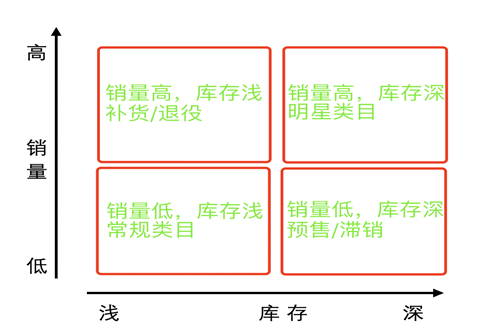 高
销量高，库存浅
补货/退役
销量高，库存深
明星类目
销
量
销量低，库存浅
常规类目
销量低，库存深
预售/滞销
低
浅
库存
深